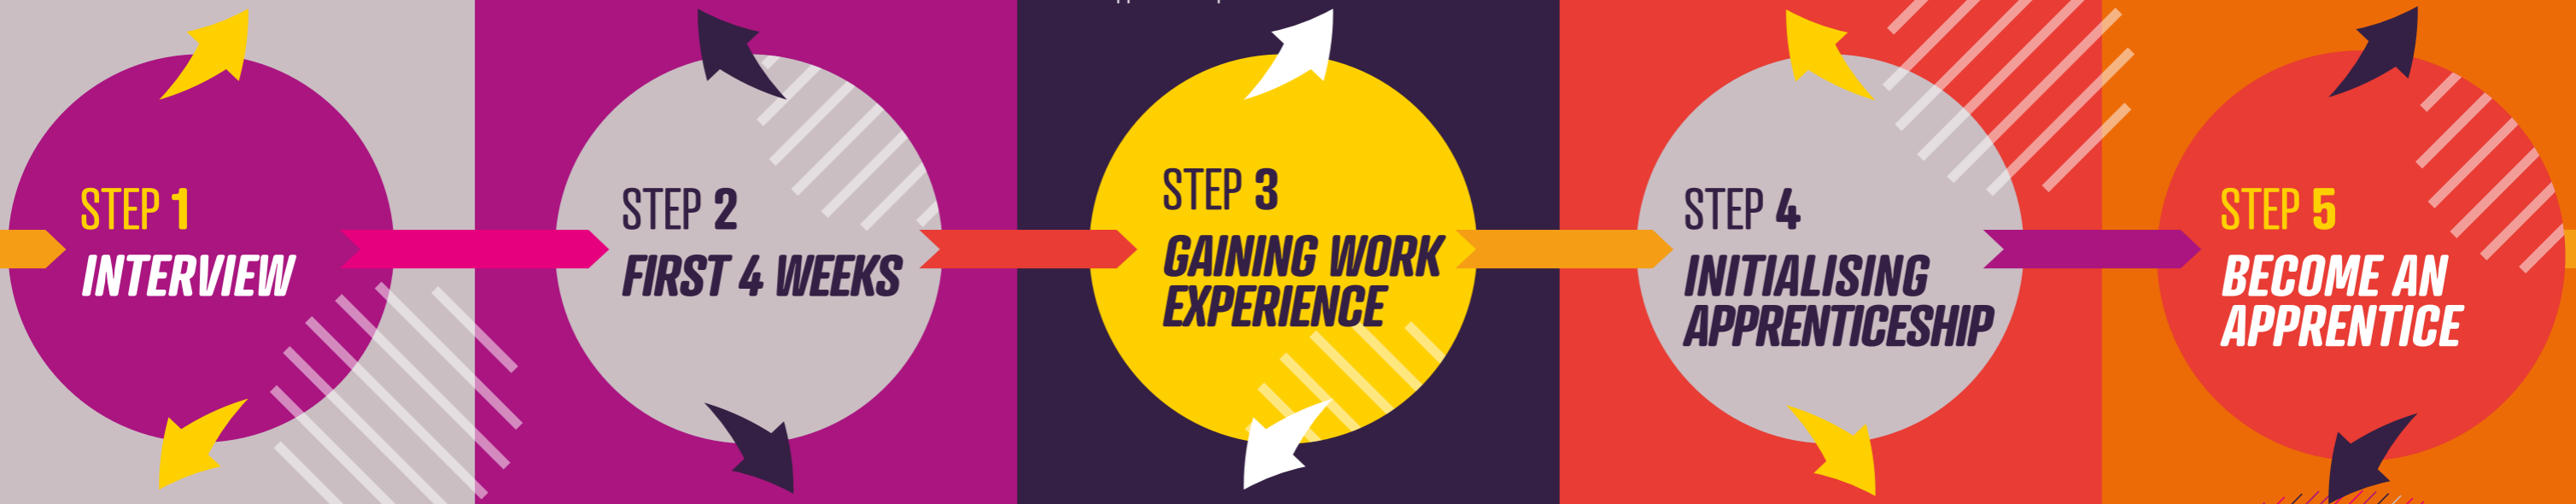 STEP 1
INTERVIEW
STEP 2
FIRST 4 WEEKS
STEP 3
GAINING WORK
EXPERIENCE
STEP 4
INITIALISING
APPRENTICESHIP
STEP 5
BECOME AN
APPRENTICE